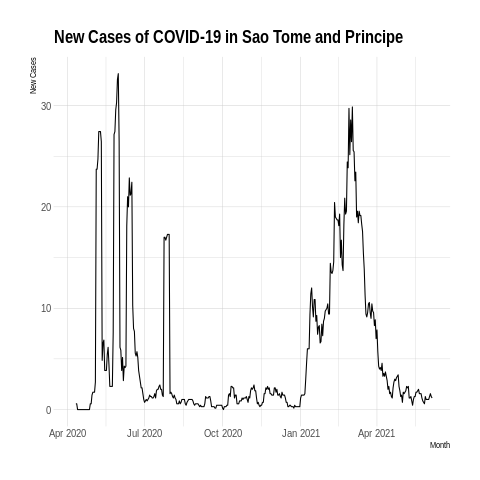 New Cases of COVID-19 in Sao Tome and Principe
New Cases
30
20
10
0
Apr 2020 Jul 2020 Oct 2020 Jan 2021 Apr 2021
Month